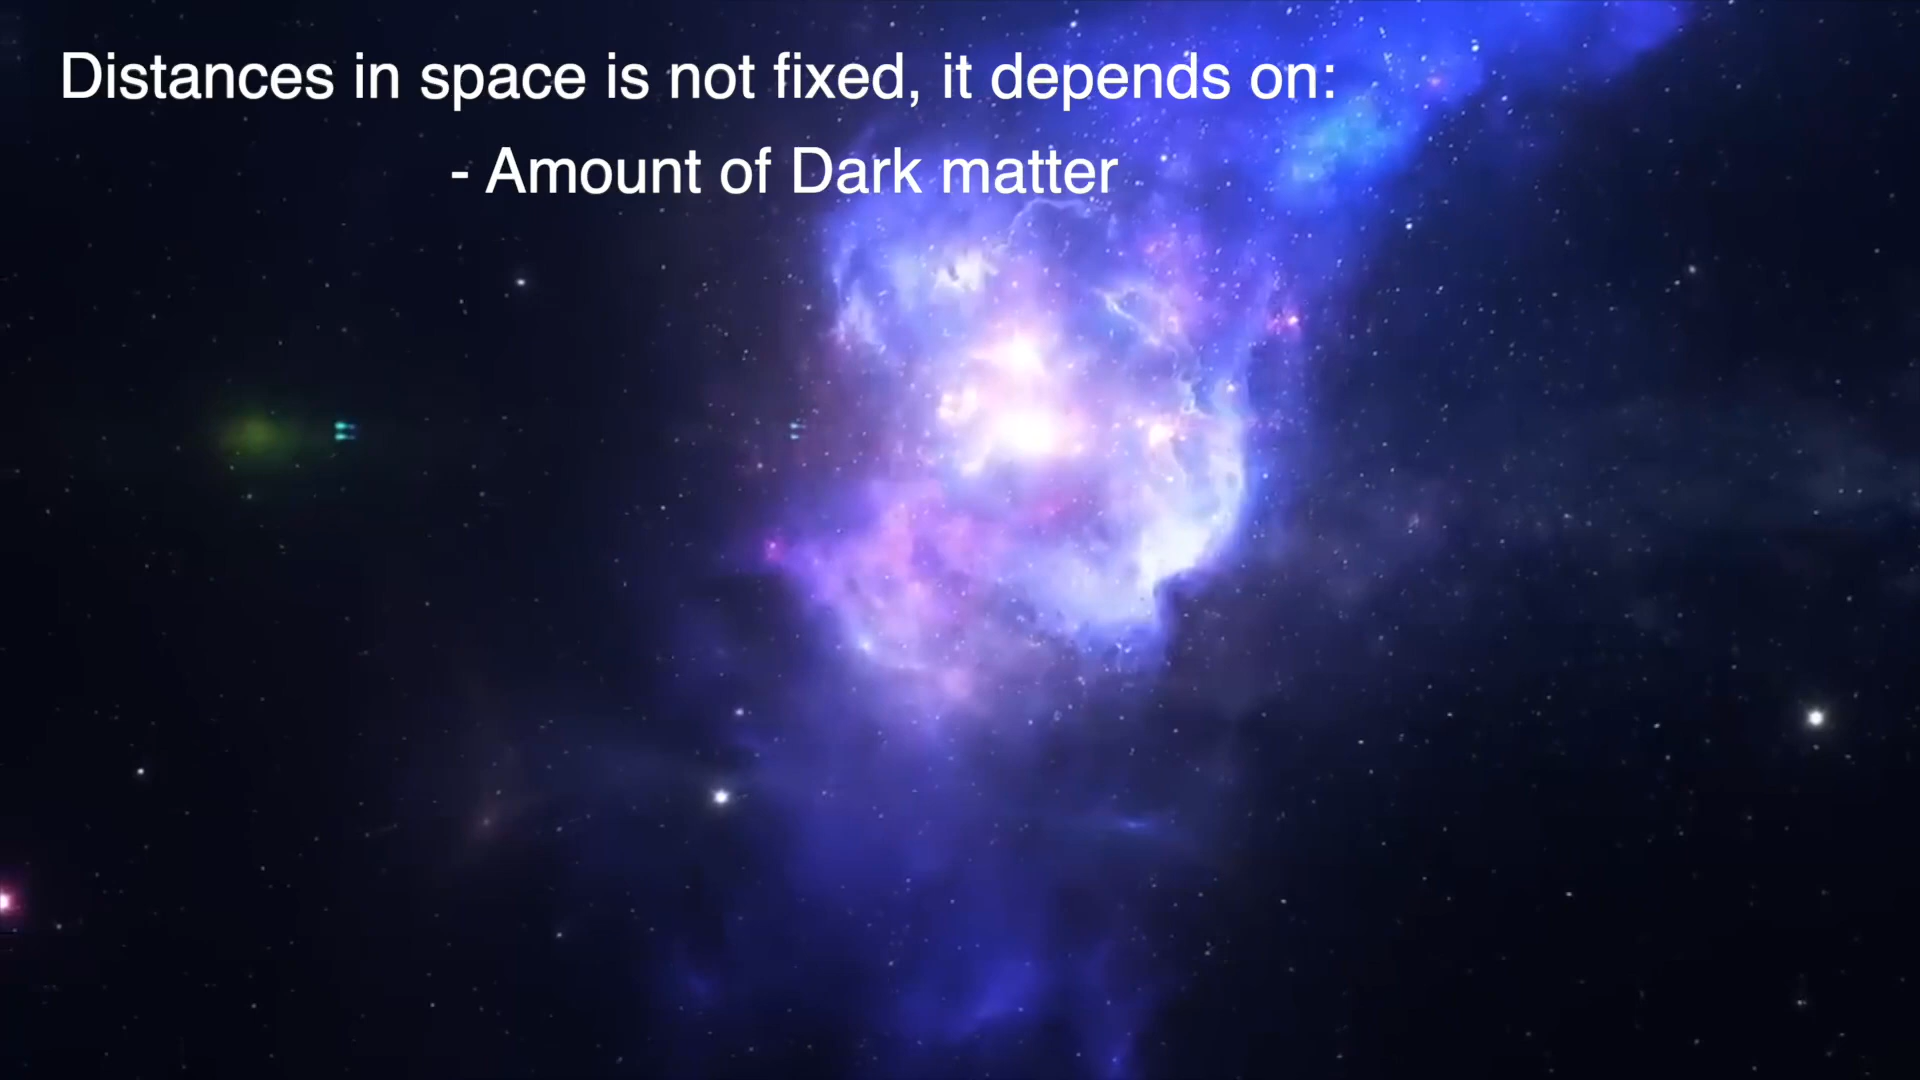 Distances in space is not fixed, it depends on:
- Amount of Dark matter